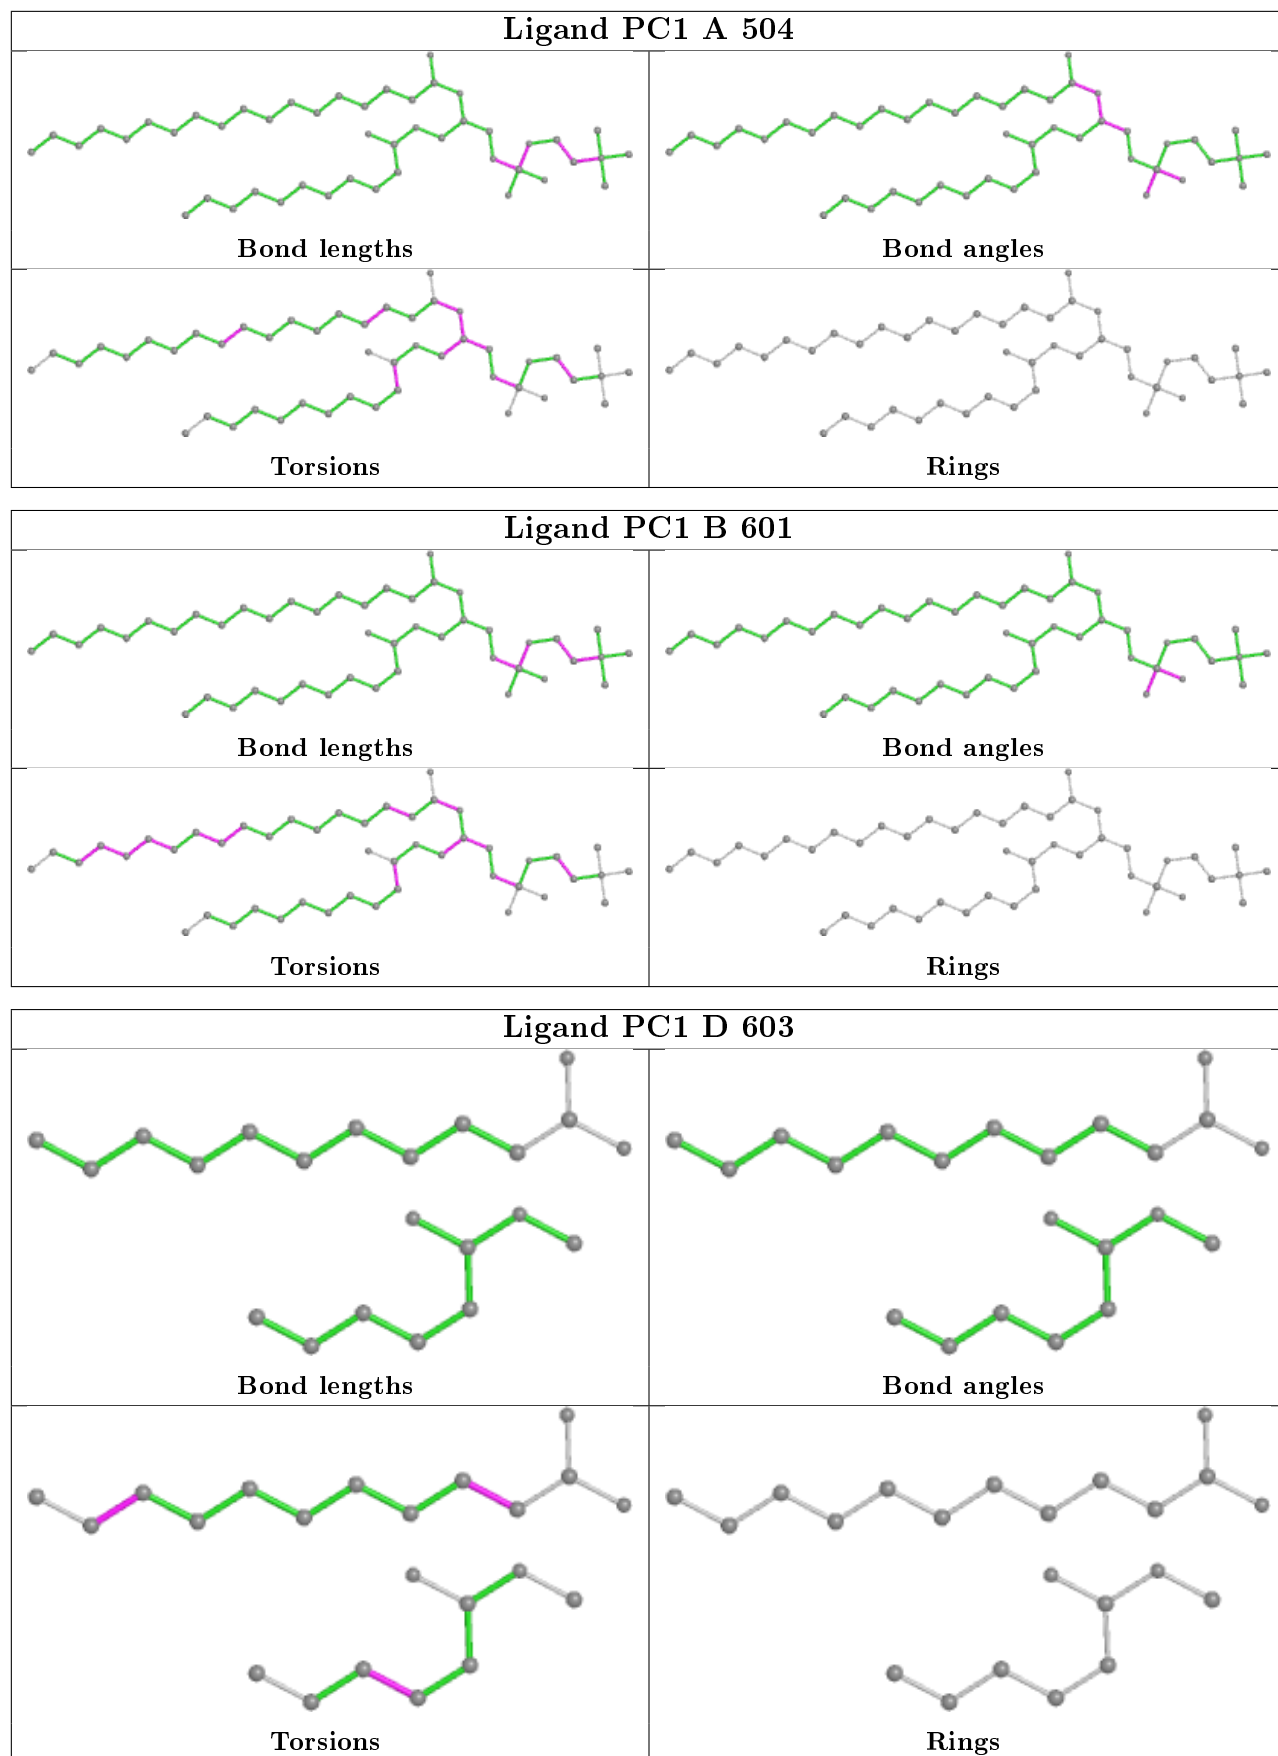 Ligand PC1 A 504
Bond lengths
Bond angles
Torsions
Rings
Ligand PC1 B 601
Bond lengths
Bond angles
Torsions
Rings
Ligand PC1 D 603
Bond lengths
Bond angles
Torsions
Rings